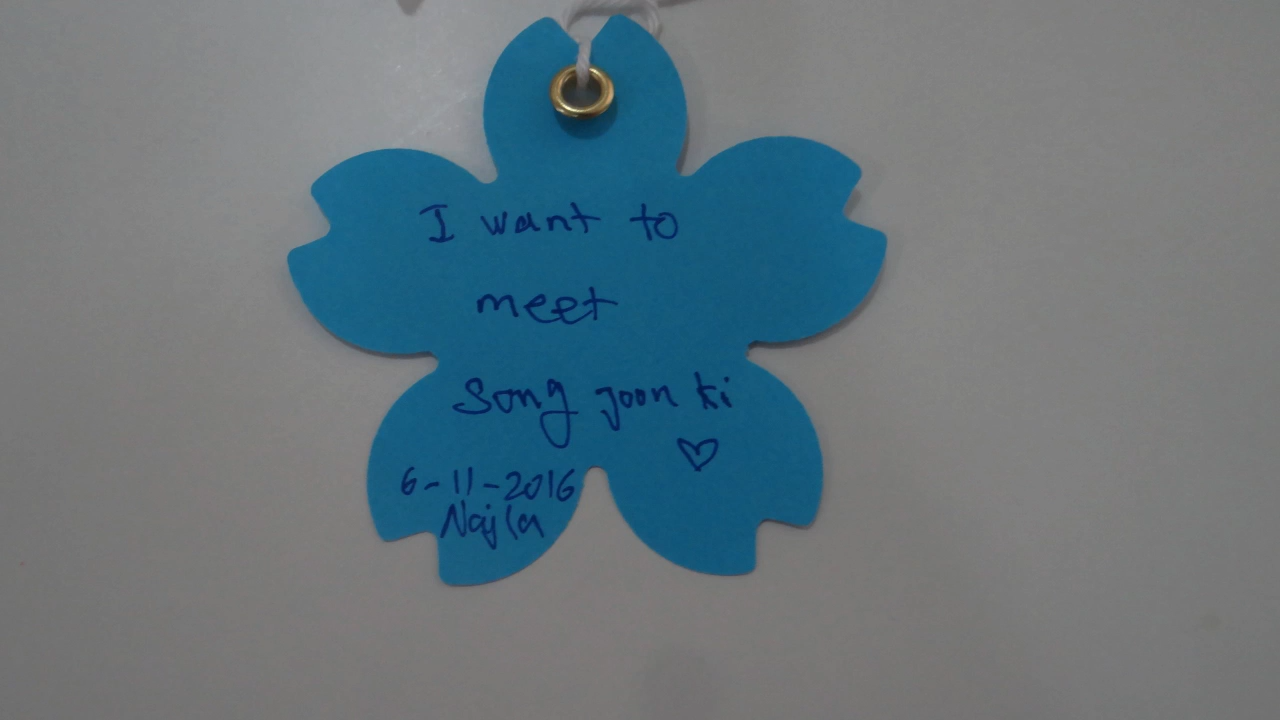 I want to
meet
Song joon ki
♡
6-11-2016
Najla